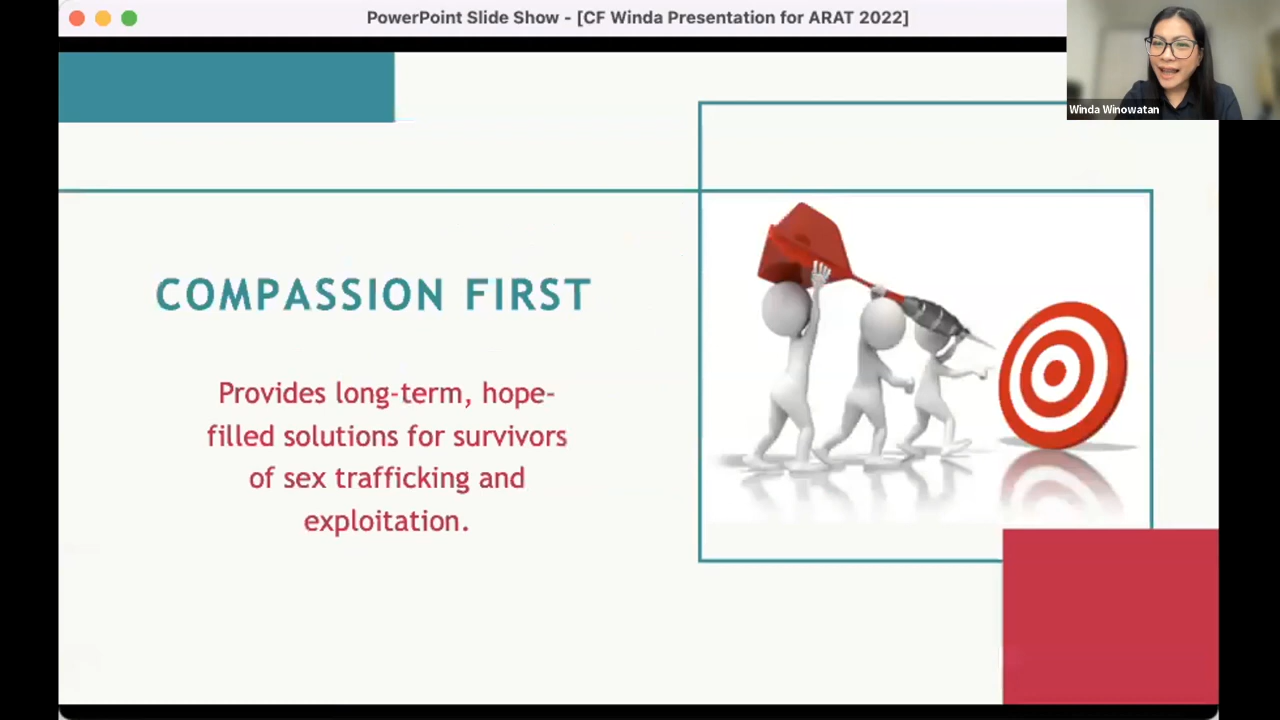 PowerPoint Slide Show - [CF Winda Presentation for ARAT 2022]
Winda Winowatan
COMPASSION FIRST
Provides long-term, hope-
filled solutions for survivors
of sex trafficking and
exploitation.